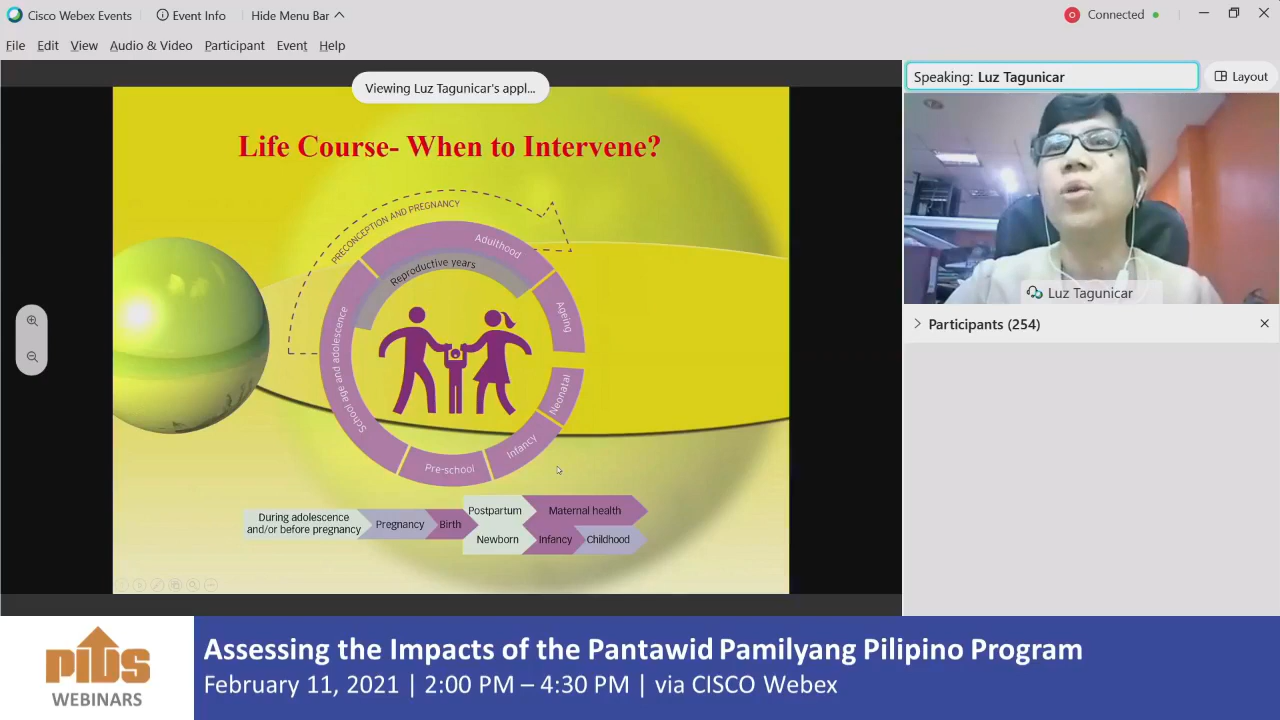 Cisco Webex Events
Event Info
Hide Menu Bar
Connected
File Edit View Audio & Video Participant Event Help
Viewing Luz Tagunicar's appl...
Speaking: Luz Tagunicar
Layout
Life Course- When to Intervene?
PRECONCEPTION AND PREGNANCY
Adulthood
Reproductive years
Ageing
School age and adolescence
Neonatal
Infancy
Pre-school
During adolescence
and/or before pregnancy
Pregnancy
Birth
Postpartum
Maternal health
Newborn
Infancy
Childhood
Luz Tagunicar
Participants (254)
PIDS
WEBINARS
Assessing the Impacts of the Pantawid Pamilyang Pilipino Program
February 11, 2021 | 2:00 PM – 4:30 PM | via CISCO Webex